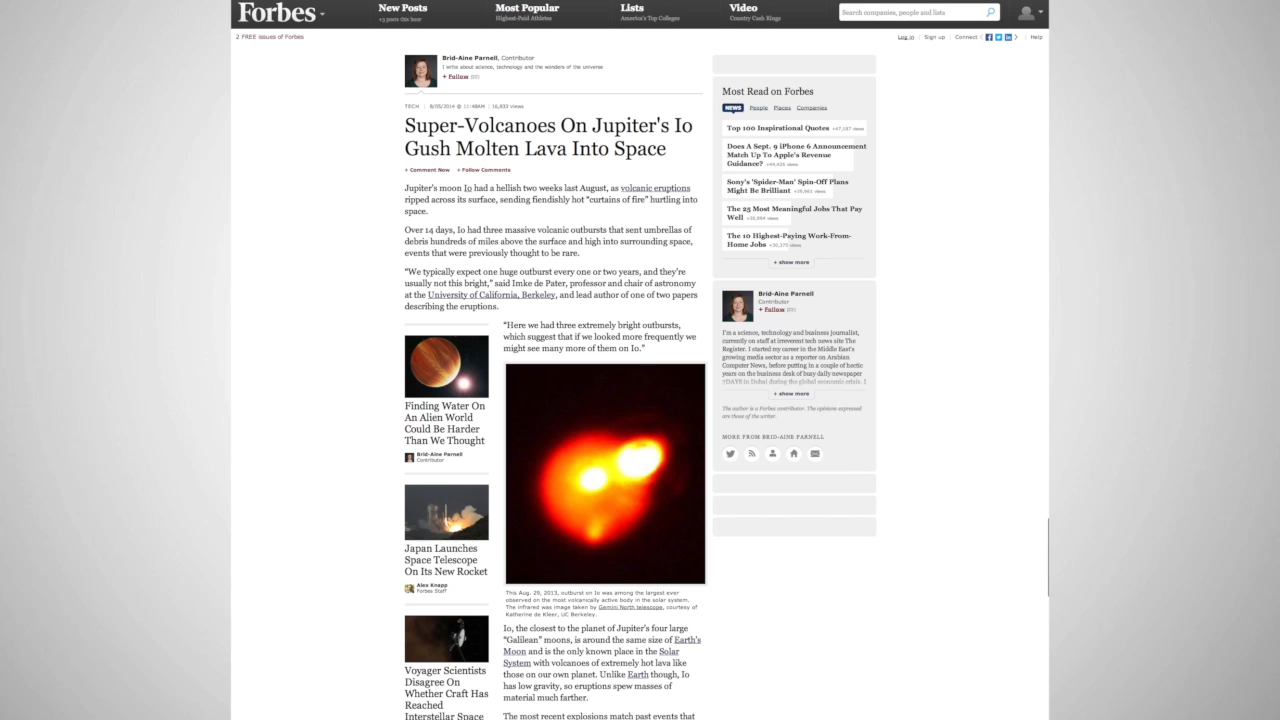 Forbes
New Posts
+3 posts this hour
Most Popular
Highest-Paid Athletes
Lists
America's Top Colleges
Video
Country Cash Kings
Search companies, people and lists
2 FREE issues of Forbes
Log in | Sign up | Connect < > | Help
Brid-Aine Parnell, Contributor
I write about science, technology and the wonders of the universe
+ Follow
TECH | 8/05/2014 @ 11:48AM | 16,833 views
Super-Volcanoes On Jupiter's Io
Gush Molten Lava Into Space
+ Comment Now + Follow Comments
Jupiter's moon Io had a hellish two weeks last August, as volcanic eruptions
ripped across its surface, sending fiendishly hot “curtains of fire” hurtling into
space.
Over 14 days, Io had three massive volcanic outbursts that sent umbrellas of
debris hundreds of miles above the surface and high into surrounding space,
events that were previously thought to be rare.
“We typically expect one huge outburst every one or two years, and they're
usually not this bright,” said Imke de Pater, professor and chair of astronomy
at the University of California, Berkeley, and lead author of one of two papers
describing the eruptions.
“Here we had three extremely bright outbursts,
which suggest that if we looked more frequently we
might see many more of them on Io.”
This Aug. 29, 2013, outburst on Io was among the largest ever
observed on the most volcanically active body in the solar system.
The infrared was image taken by Gemini North telescope, courtesy of
Katherine de Kleer, UC Berkeley.
Io, the closest to the planet of Jupiter's four large
“Galilean” moons, is around the same size of Earth's
Moon and is the only known place in the Solar
System with volcanoes of extremely hot lava like
those on our own planet. Unlike Earth though, Io
has low gravity, so eruptions spew masses of
material much farther.
The most recent explosions match past events that
Finding Water On
An Alien World
Could Be Harder
Than We Thought
Brid-Aine Parnell
Contributor
Japan Launches
Space Telescope
On Its New Rocket
Alex Knapp
Forbes Staff
Voyager Scientists
Disagree On
Whether Craft Has
Reached
Interstellar Space
Most Read on Forbes
NEWS People Places Companies
Top 100 Inspirational Quotes +47,187 views
Does A Sept. 9 iPhone 6 Announcement
Match Up To Apple's Revenue
Guidance? +44,426 views
Sony's 'Spider-Man' Spin-Off Plans
Might Be Brilliant views
The 25 Most Meaningful Jobs That Pay
Well views
The 10 Highest-Paying Work-From-
Home Jobs views
+ show more
Brid-Aine Parnell
Contributor
+ Follow
I'm a science, technology and business journalist,
currently on staff at irreverent tech news site The
Register. I started my career in the Middle East's
growing media sector as a reporter on Arabian
Computer News, before putting in a couple of hectic
years on the business desk of busy daily newspaper
7DAYS in Dubai during the global economic crisis. I
+ show more
The author is a Forbes contributor. The opinions expressed
are those of the writer.
MORE FROM BRID-AINE PARNELL